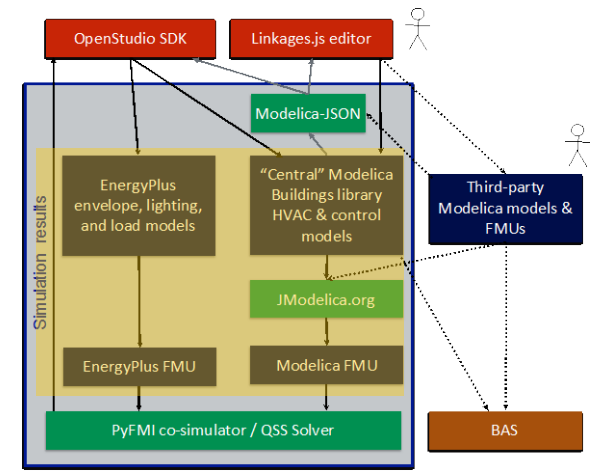 OpenStudio SDK
Linkages.js editor
Modelica-JSON
EnergyPlus
envelope, lighting,
and load models
“Central” Modelica
Buildings library
HVAC & control
models
Third-party
Modelica models &
FMUs
Simulation results
JModelica.org
EnergyPlus FMU
Modelica FMU
PyFMI co-simulator / QSS Solver
BAS